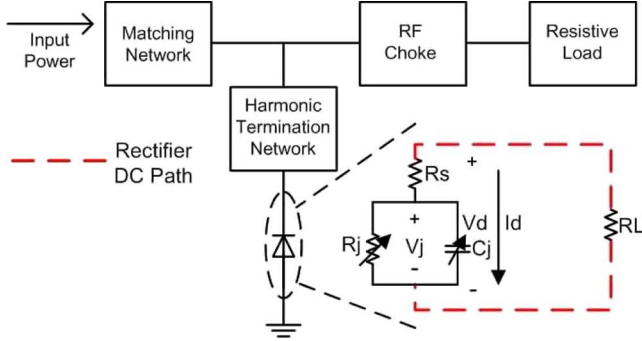 Input
Power
Matching
Network
RF
Choke
Resistive
Load
Harmonic
Termination
Network
Rectifier
DC Path
Rs
+
+
Rj
Vj
Vd
Cj
Id
RL
-
-